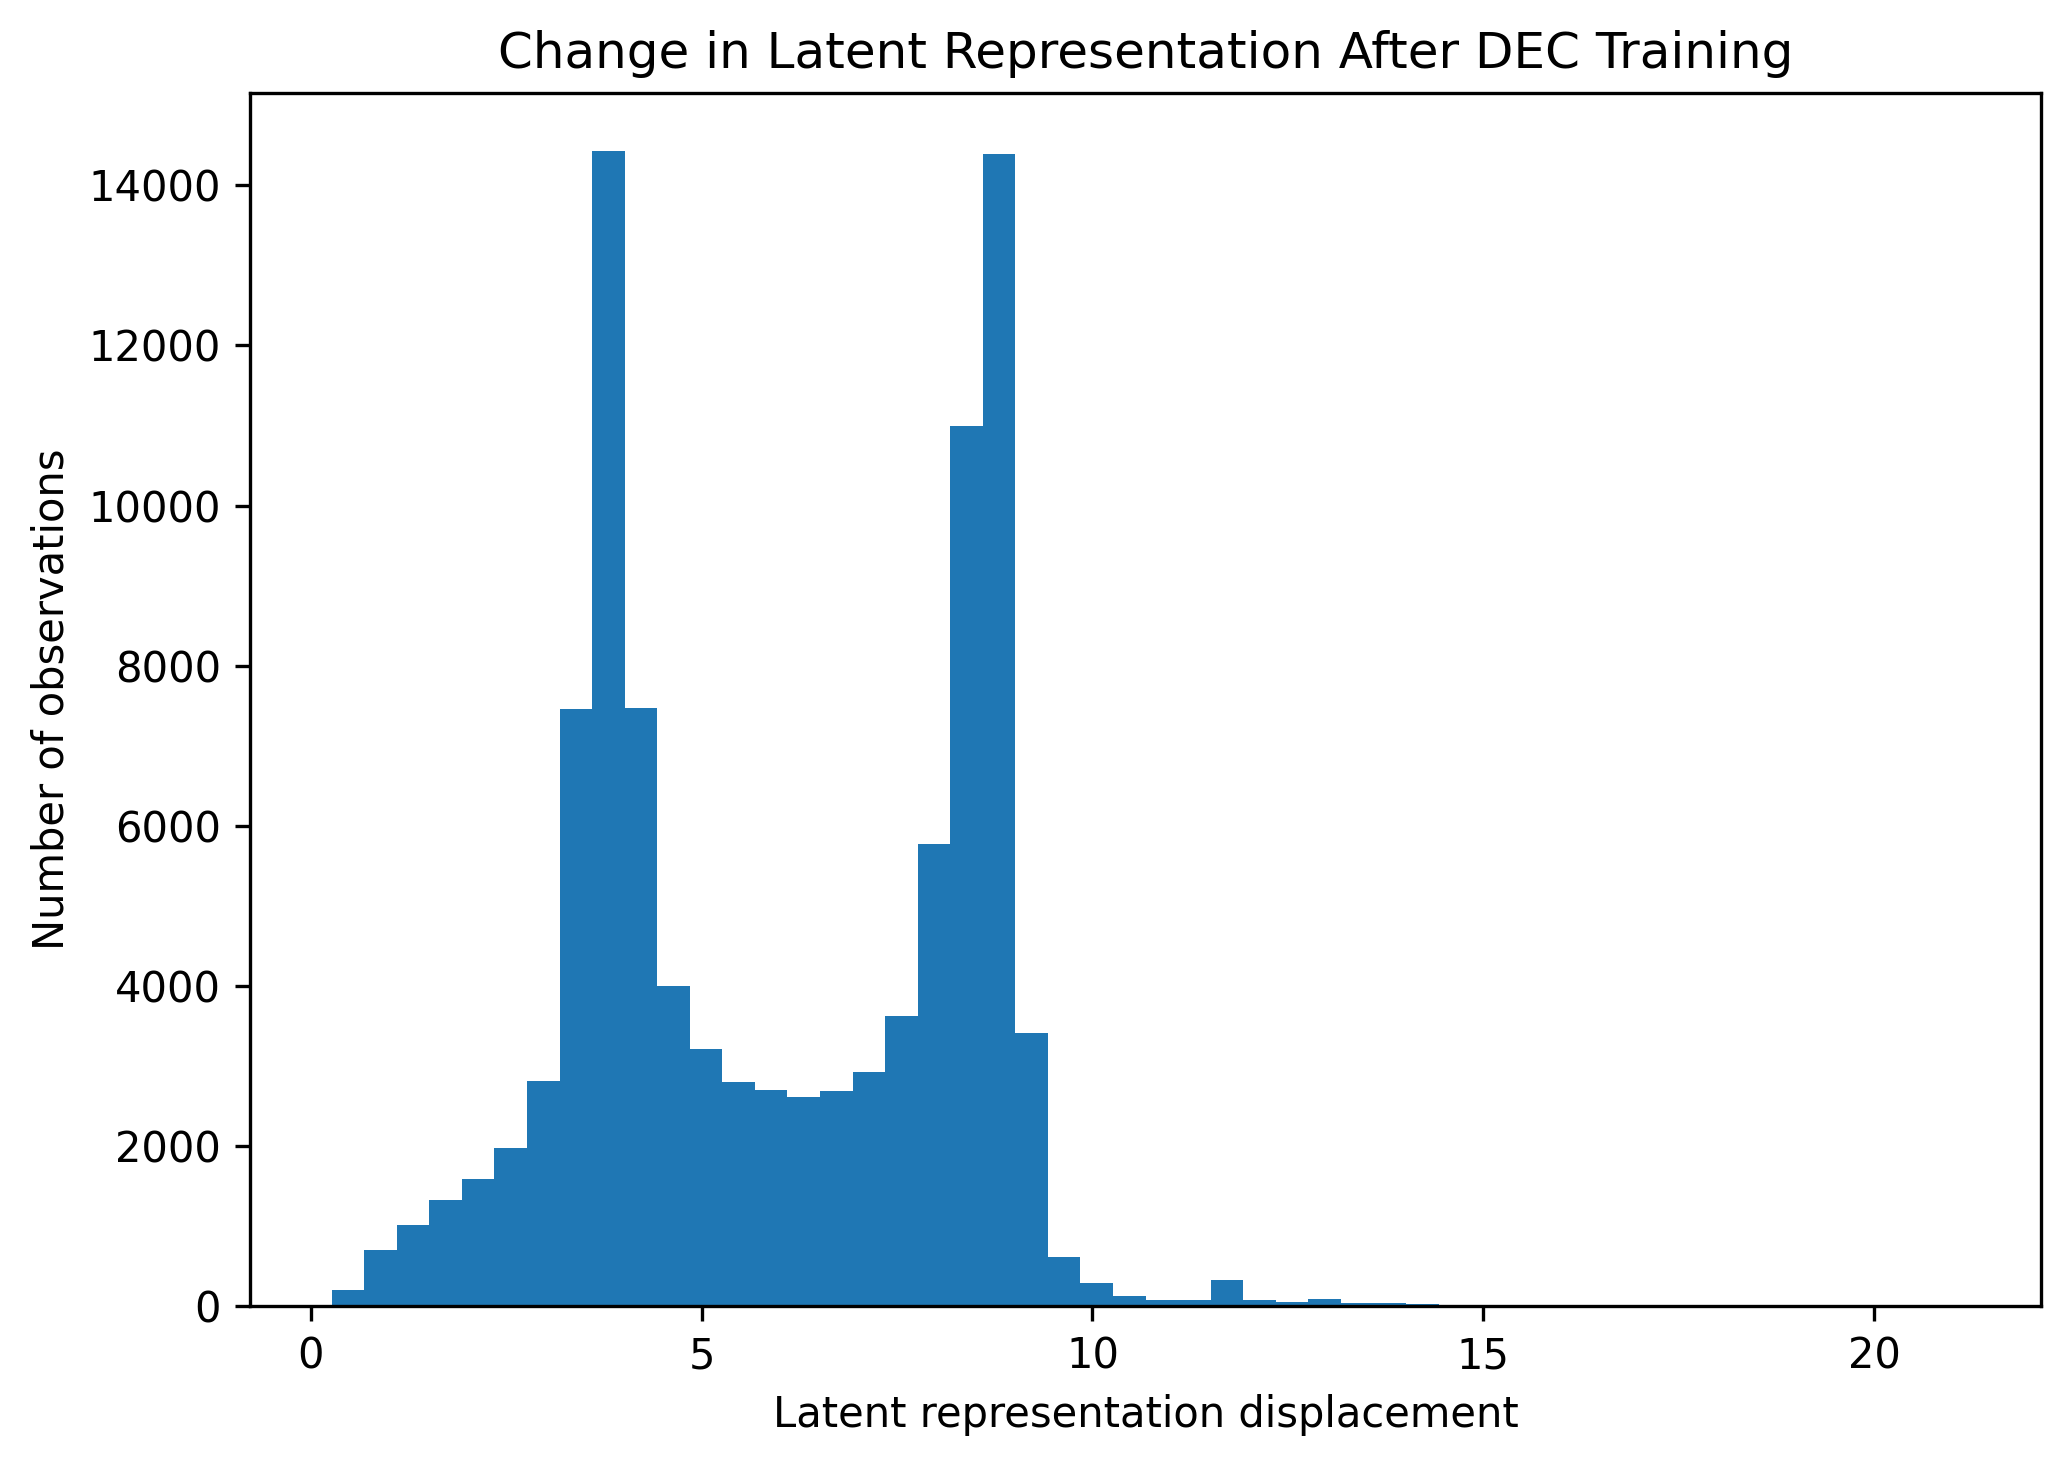 Change in Latent Representation After DEC Training
14000
12000
10000
8000
6000
4000
2000
0
Number of observations
0 5 10 15 20
Latent representation displacement